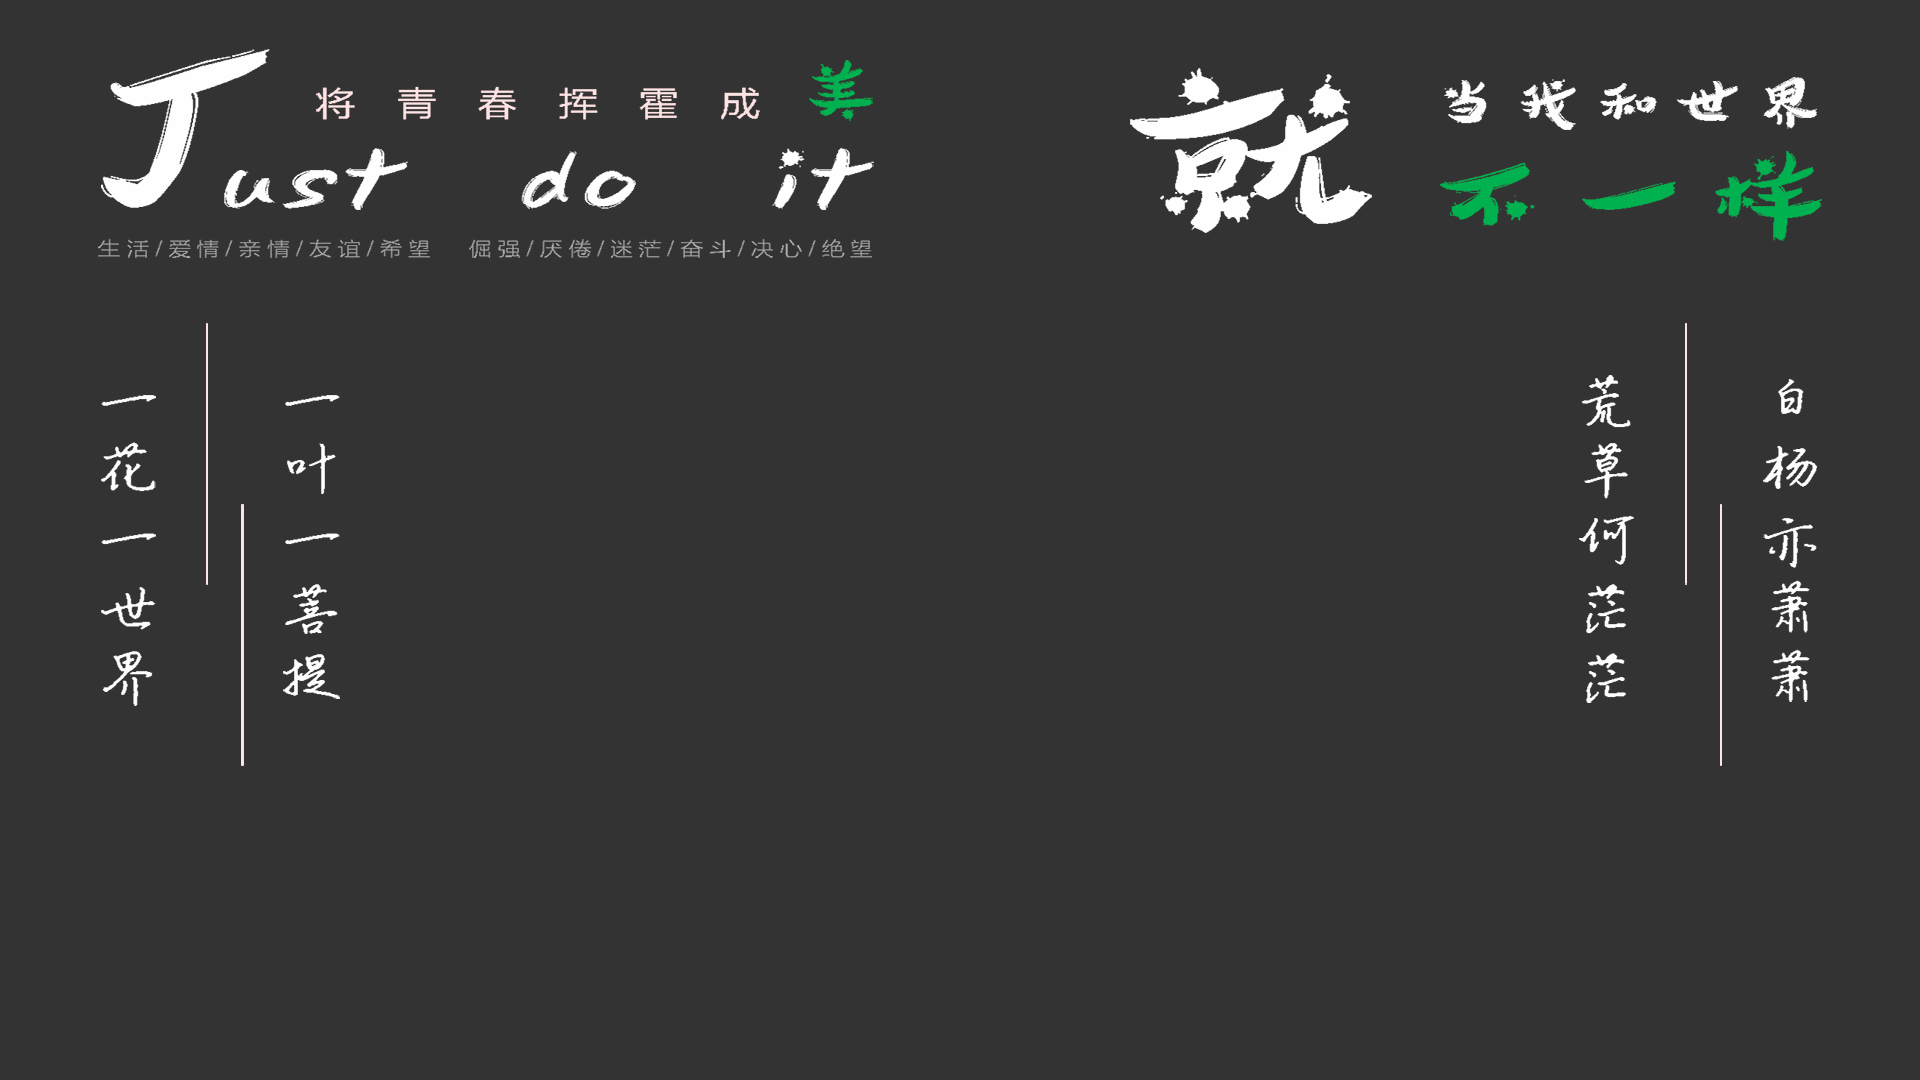 将青春挥霍成美
Just do it
生活/爱情/亲情/友谊/希望 倔强/厌倦/迷茫/奋斗/决心/绝望
当我和世界
就不一样
一花一世界
一叶一菩提
荒草何茫茫
白杨亦萧萧